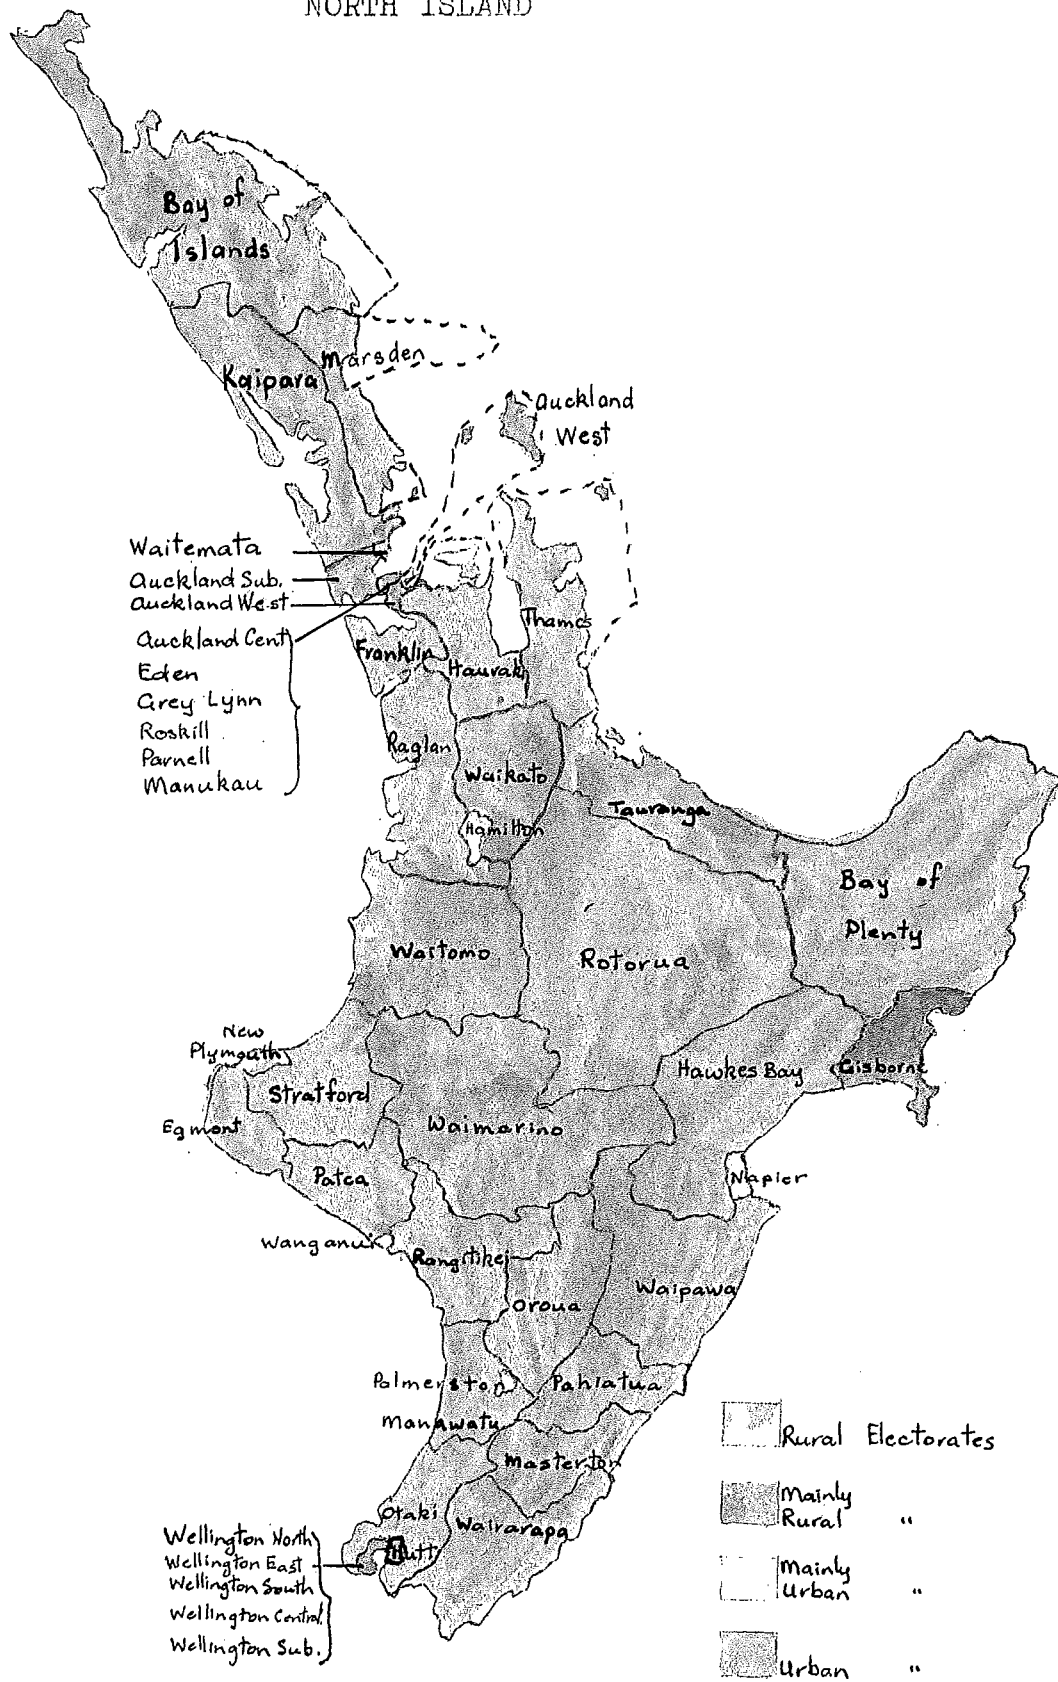 NORTH ISLAND
Bay of
Islands
Marsden
Kaipara
Auckland
West
Waitemata
Auckland Sub.
Auckland West
Auckland Cent
Eden
Grey Lynn
Roskill
Parnell
Manukau
Thames
Franklin
Haurak
Raglan
Waikato
Tauranga
Hamilton
Bay of
Plenty
Waitomo
Rotorua
New
Plymouth
Stratford
Hawkes Bay
Gisborne
Egmont
Waimarino
Patea
Napier
Wanganui
Rangitikei
Waipawa
Oroua
Palmerston
Pahiatua
Manawatu
Masterton
Otaki
Wairarapa
Hutt
Wellington North
Wellington East
Wellington South
Wellington Central.
Wellington Sub.
Rural Electorates
Mainly
Rural "
Mainly
Urban "
Urban "